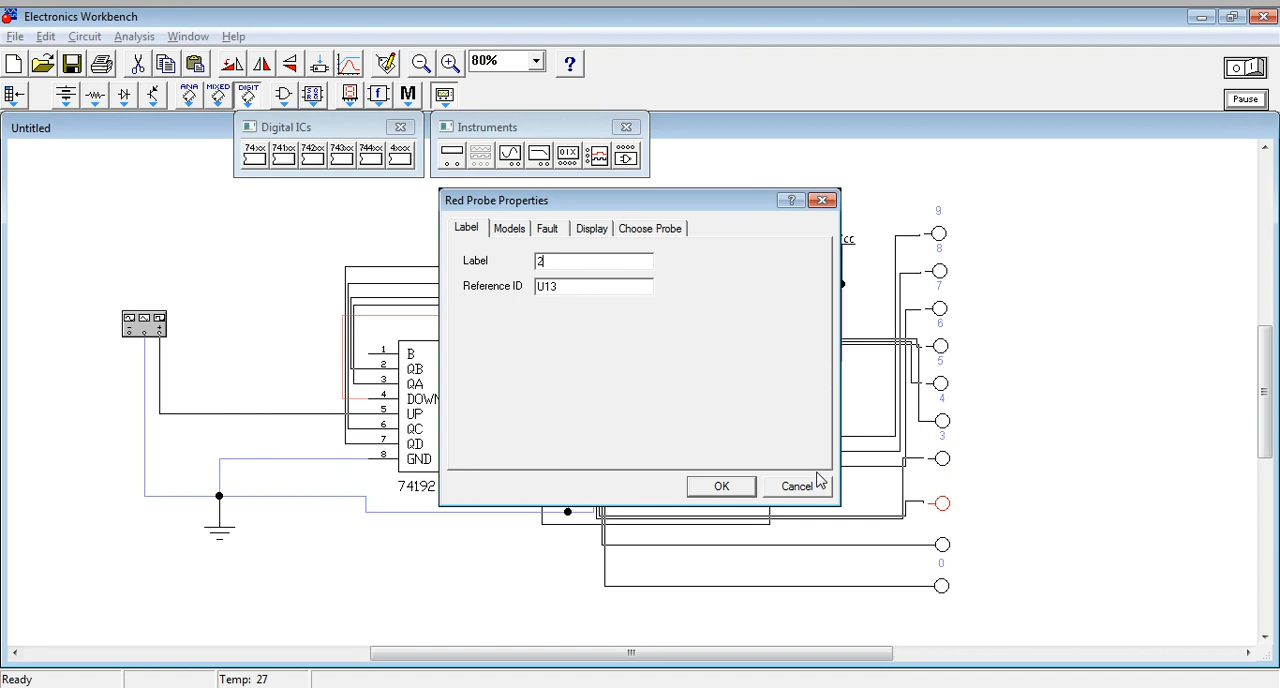 Electronics Workbench
File Edit Circuit Analysis Window Help
80%
?
Pause
ANA MIXED DIGIT
f
M
Untitled
Digital ICs
Instruments
74xx 741xx 742xx 743xx 744xx 4xxx
Red Probe Properties
?
Label Models Fault Display Choose Probe
Label 2
Reference ID U13
OK Cancel
cc
1 B
2 QB
3 QA
4 DOWN
5 UP
6 QC
7 QD
8 GND
74192
9
8
7
6
5
4
3
0
Ready Temp: 27